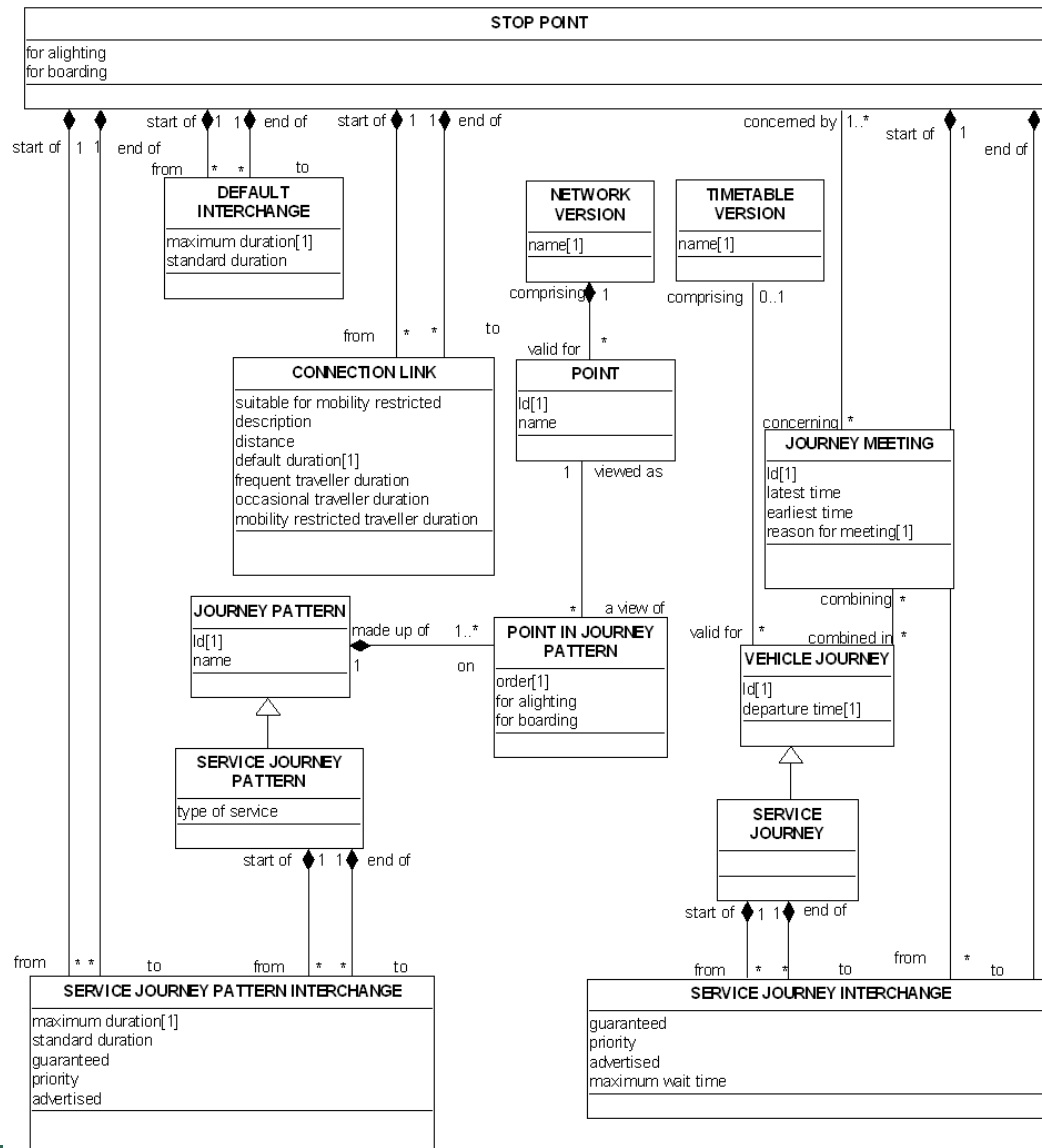 STOP POINT
for alighting
for boarding
start of 1 1 end of
start of 1 1 end of
start of 1 1 end of
concerned by 1..*
start of 1
end of
from * * to
DEFAULT
INTERCHANGE
maximum duration[1]
standard duration
NETWORK
VERSION
name[1]
TIMETABLE
VERSION
name[1]
comprising 1
comprising 0..1
from * * to
valid for *
CONNECTION LINK
suitable for mobility restricted
description
distance
default duration[1]
frequent traveller duration
occasional traveller duration
mobility restricted traveller duration
POINT
Id[1]
name
1 viewed as
concerning *
JOURNEY MEETING
Id[1]
latest time
earliest time
reason for meeting[1]
combining *
JOURNEY PATTERN
Id[1]
name
made up of 1..*
1 on
* a view of
POINT IN JOURNEY
PATTERN
order[1]
for alighting
for boarding
valid for *
combined in *
VEHICLE JOURNEY
Id[1]
departure time[1]
SERVICE JOURNEY
PATTERN
type of service
start of 1 1 end of
SERVICE
JOURNEY
start of 1 1 end of
from * * to
from * * to
SERVICE JOURNEY PATTERN INTERCHANGE
maximum duration[1]
standard duration
guaranteed
priority
advertised
from * * to
from * to
SERVICE JOURNEY INTERCHANGE
guaranteed
priority
advertised
maximum wait time